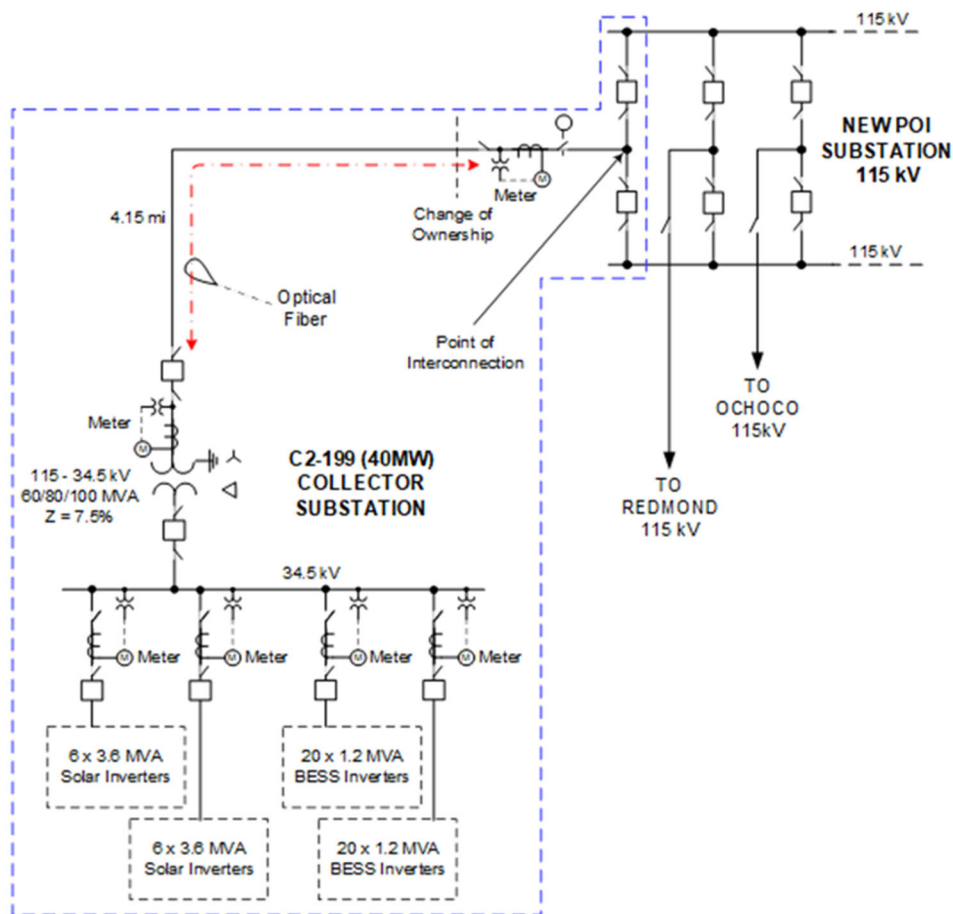 115 kV
NEW POI
SUBSTATION
115 kV
115 kV
Meter
M
Change of
Ownership
4.15 mi
Optical
Fiber
Point of
Interconnection
TO
OCHOCO
115kV
TO
REDMOND
115 kV
Meter
M
115 - 34.5 kV
60/80/100 MVA
Z = 7.5%
C2-199 (40MW)
COLLECTOR
SUBSTATION
34.5 kV
M Meter
M Meter
M Meter
M Meter
6 x 3.6 MVA
Solar Inverters
20 x 1.2 MVA
BESS Inverters
6 x 3.6 MVA
Solar Inverters
20 x 1.2 MVA
BESS Inverters